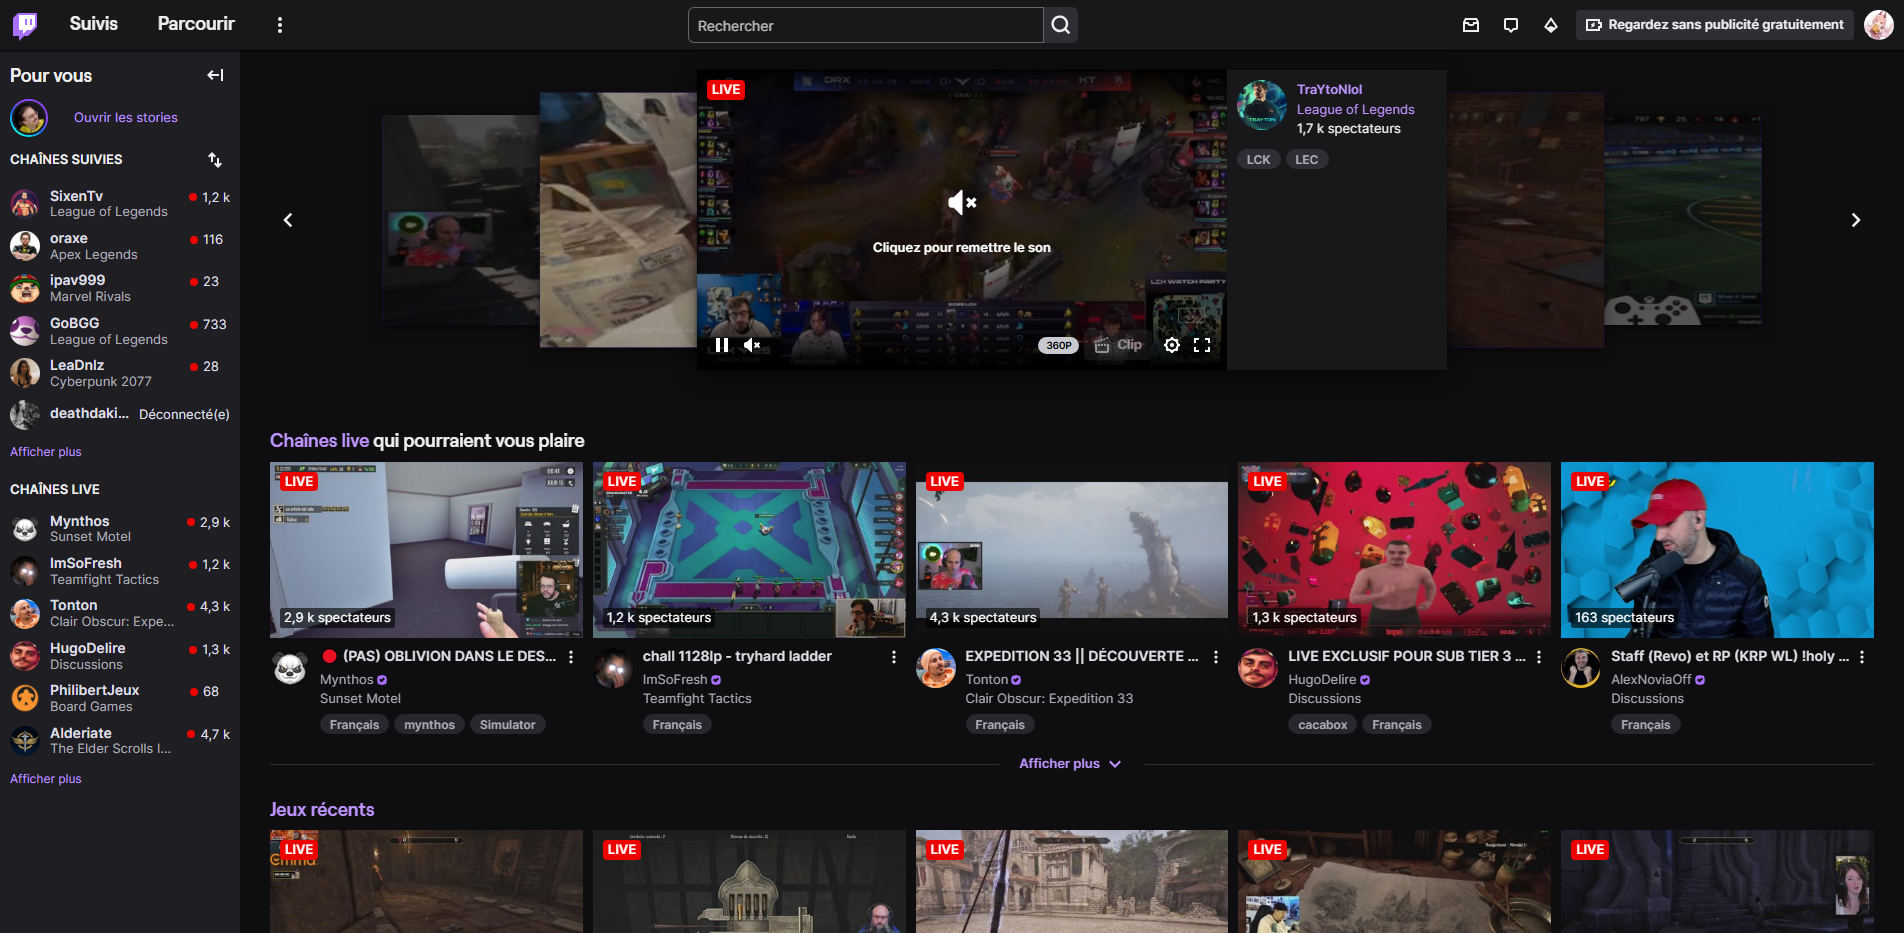 Suivis
Parcourir
Rechercher
Regardez sans publicité gratuitement
Pour vous
Ouvrir les stories
CHAÎNES SUIVIES
SixenTv
1,2 k
League of Legends
oraxe
116
Apex Legends
ipav999
23
Marvel Rivals
GoBGG
733
League of Legends
LeaDnlz
28
Cyberpunk 2077
deathdaki...
Déconnecté(e)
Afficher plus
CHAÎNES LIVE
Mynthos
2,9 k
Sunset Motel
ImSoFresh
1,2 k
Teamfight Tactics
Tonton
4,3 k
Clair Obscur: Expe...
HugoDelire
1,3 k
Discussions
PhilibertJeux
68
Board Games
Alderiate
4,7 k
The Elder Scrolls I...
Afficher plus
LIVE
DRX
KT
Cliquez pour remettre le son
LCK WATCH PARTY
360P
Clip
TraYtoNlol
League of Legends
1,7 k spectateurs
LCK
LEC
Chaînes live qui pourraient vous plaire
LIVE
2,9 k spectateurs
(PAS) OBLIVION DANS LE DES...
Mynthos
Sunset Motel
Français
mynthos
Simulator
LIVE
1,2 k spectateurs
chall 1128lp - tryhard ladder
ImSoFresh
Teamfight Tactics
Français
LIVE
4,3 k spectateurs
EXPEDITION 33 || DÉCOUVERTE ...
Tonton
Clair Obscur: Expedition 33
Français
LIVE
1,3 k spectateurs
LIVE EXCLUSIF POUR SUB TIER 3 ...
HugoDelire
Discussions
cacabox
Français
LIVE
163 spectateurs
Staff (Revo) et RP (KRP WL) !holy ...
AlexNoviaOff
Discussions
Français
Afficher plus
Jeux récents
LIVE
LIVE
LIVE
LIVE
LIVE